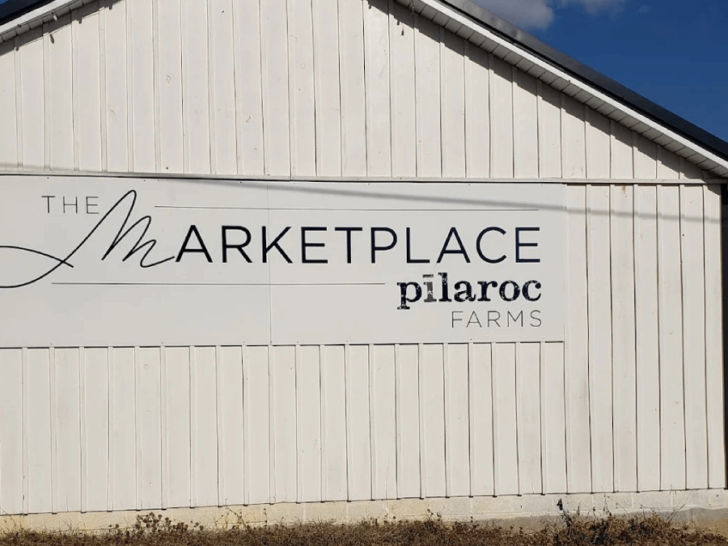 THE
MARKETPLACE
pīlaroc
FARMS